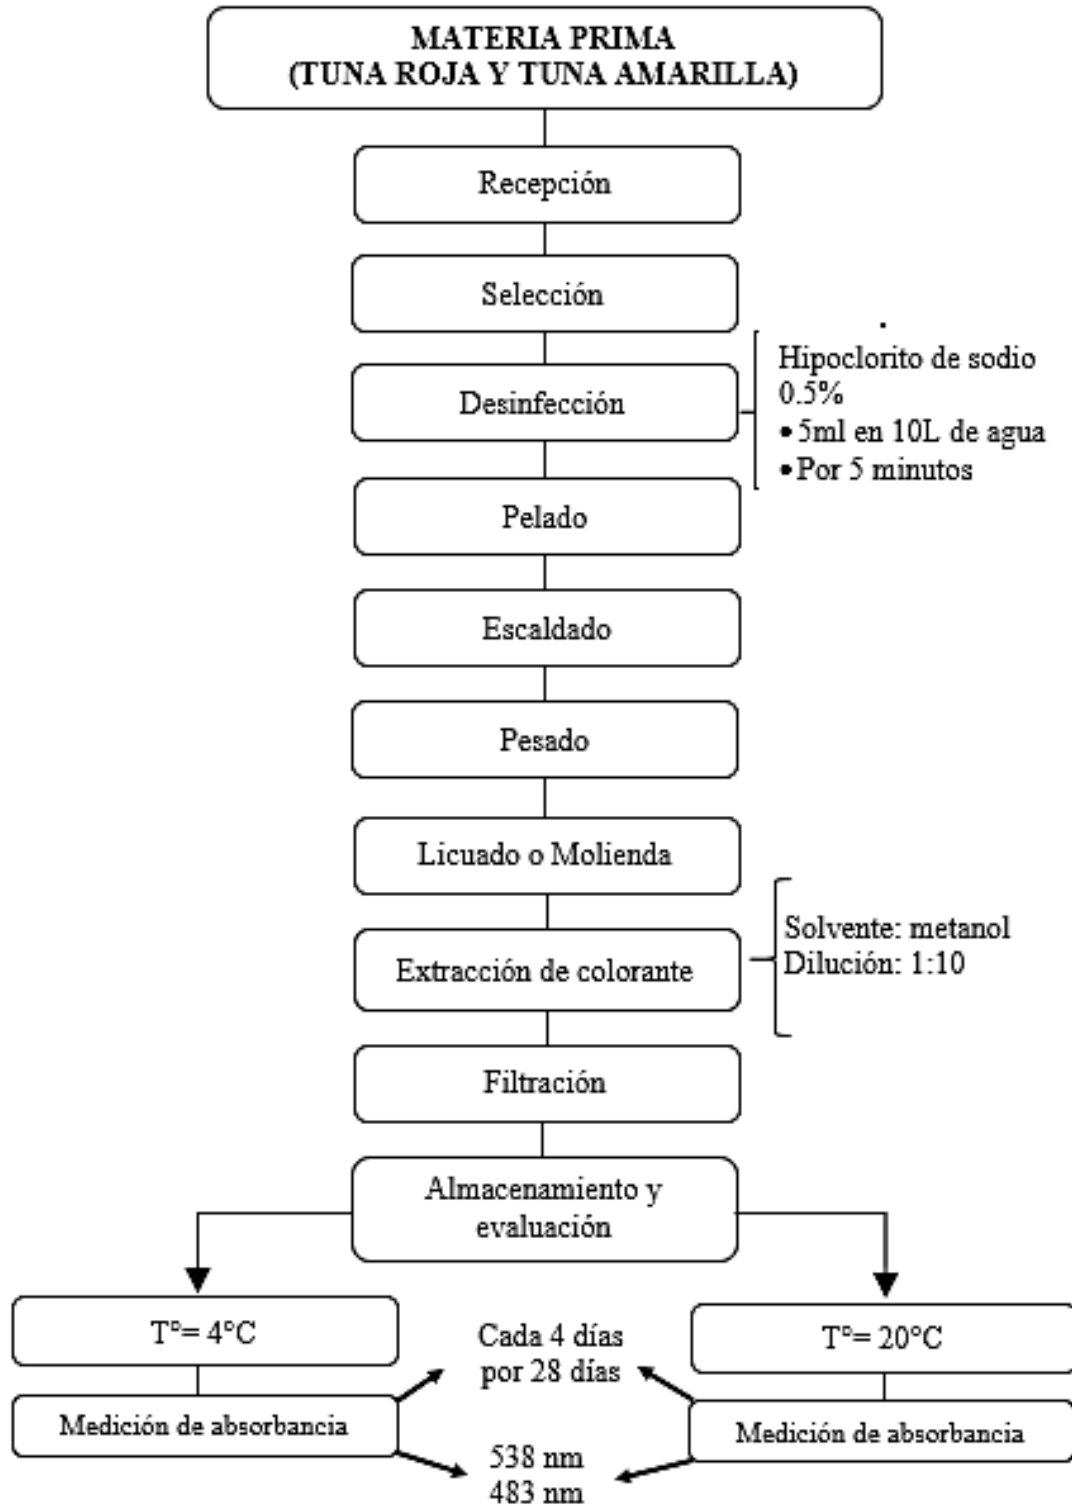 MATERIA PRIMA
(TUNA ROJA Y TUNA AMARILLA)
Recepción
Selección
Desinfección
Hipoclorito de sodio
0.5%
•5ml en 10L de agua
•Por 5 minutos
Pelado
Escaldado
Pesado
Licuado o Molienda
Extracción de colorante
Solvente: metanol
Dilución: 1:10
Filtración
Almacenamiento y
evaluación
T°= 4°C
Cada 4 días
por 28 días
T°= 20°C
Medición de absorbancia
Medición de absorbancia
538 nm
483 nm